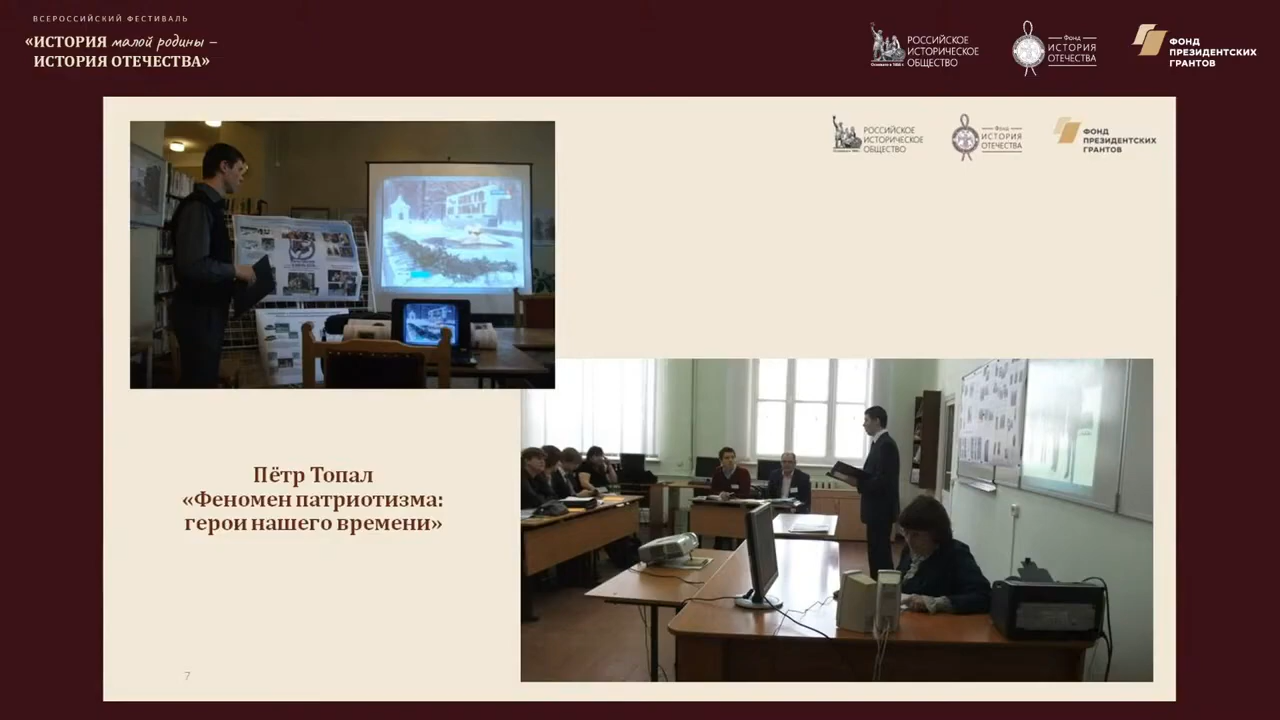 ВСЕРОССИЙСКИЙ ФЕСТИВАЛЬ
«ИСТОРИЯ малой родины –
ИСТОРИЯ ОТЕЧЕСТВА»
РОССИЙСКОЕ
ИСТОРИЧЕСКОЕ
ОБЩЕСТВО
Фонд
ИСТОРИЯ
ОТЕЧЕСТВА
ФОНД
ПРЕЗИДЕНТСКИХ
ГРАНТОВ
РОССИЙСКОЕ
ИСТОРИЧЕСКОЕ
ОБЩЕСТВО
Фонд
ИСТОРИЯ
ОТЕЧЕСТВА
ФОНД
ПРЕЗИДЕНТСКИХ
ГРАНТОВ
Пётр Топал
«Феномен патриотизма:
герои нашего времени»
7